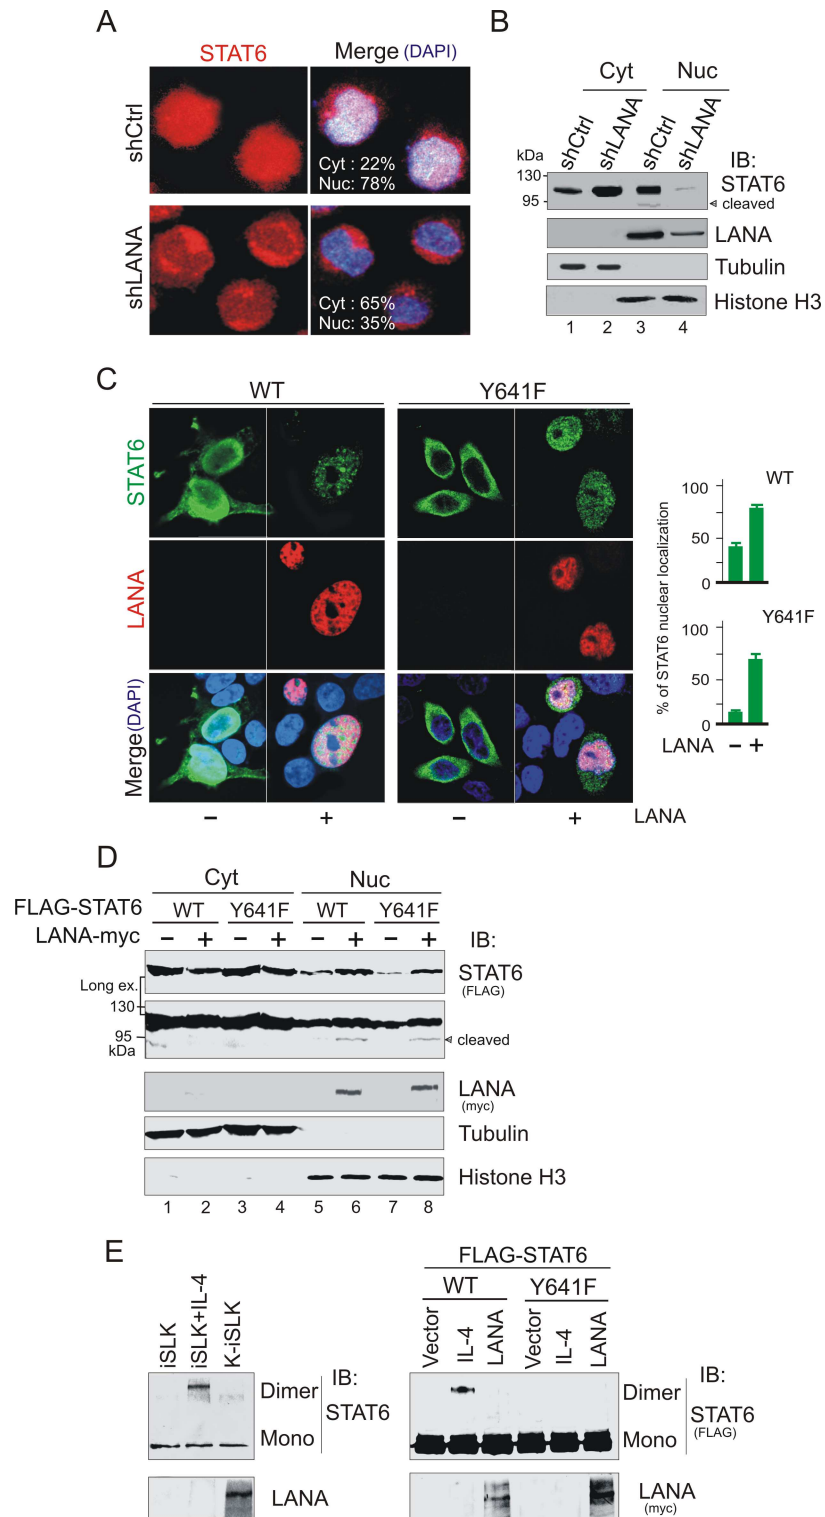 A
STAT6
Merge (DAPI)
shCtrl
Cyt : 22%
Nuc: 78%
shLANA
Cyt : 65%
Nuc: 35%
B
Cyt Nuc
shCtrl shLANA shCtrl shLANA
kDa
IB:
130
STAT6
95
cleaved
LANA
Tubulin
Histone H3
1 2 3 4
C
WT Y641F
STAT6
LANA
Merge (DAPI)
− + − + LANA
% of STAT6 nuclear localization
WT
100
50
0
Y641F
100
50
0
LANA − +
D
Cyt Nuc
FLAG-STAT6 WT Y641F WT Y641F
LANA-myc − + − + − + − + IB:
STAT6
(FLAG)
Long ex.
130
95
kDa
cleaved
LANA
(myc)
Tubulin
Histone H3
1 2 3 4 5 6 7 8
E
iSLK iSLK+IL-4 K-iSLK
IB:
Dimer
STAT6
Mono
LANA
FLAG-STAT6
WT Y641F
Vector IL-4 LANA Vector IL-4 LANA
IB:
Dimer
STAT6
(FLAG)
Mono
LANA
(myc)